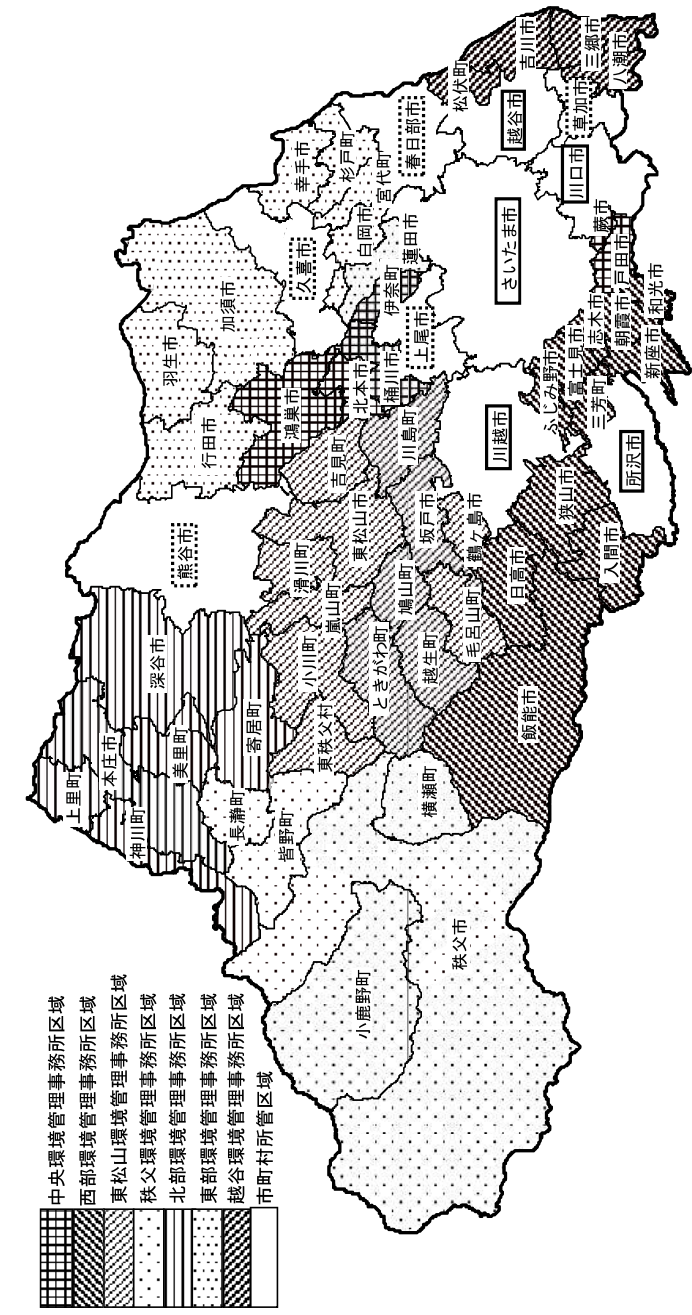 中央環境管理事務所区域
西部環境管理事務所区域
東松山環境管理事務所区域
秩父環境管理事務所区域
北部環境管理事務所区域
東部環境管理事務所区域
越谷環境管理事務所区域
市町村所管区域
上里町
本庄市
神川町
美里町
深谷市
寄居町
長瀞町
皆野町
小鹿野町
秩父市
横瀬町
東秩父村
小川町
ときがわ町
嵐山町
滑川町
東松山市
吉見町
川島町
鳩山町
越生町
毛呂山町
坂戸市
鶴ヶ島市
日高市
飯能市
狭山市
入間市
所沢市
川越市
熊谷市
行田市
羽生市
加須市
鴻巣市
北本市
桶川市
伊奈町
上尾市
久喜市
幸手市
杉戸町
宮代町
白岡市
蓮田市
春日部市
松伏町
吉川市
三郷市
八潮市
越谷市
草加市
川口市
さいたま市
蕨市
戸田市
志木市
朝霞市
和光市
新座市
ふじみ野市
富士見市
三芳町